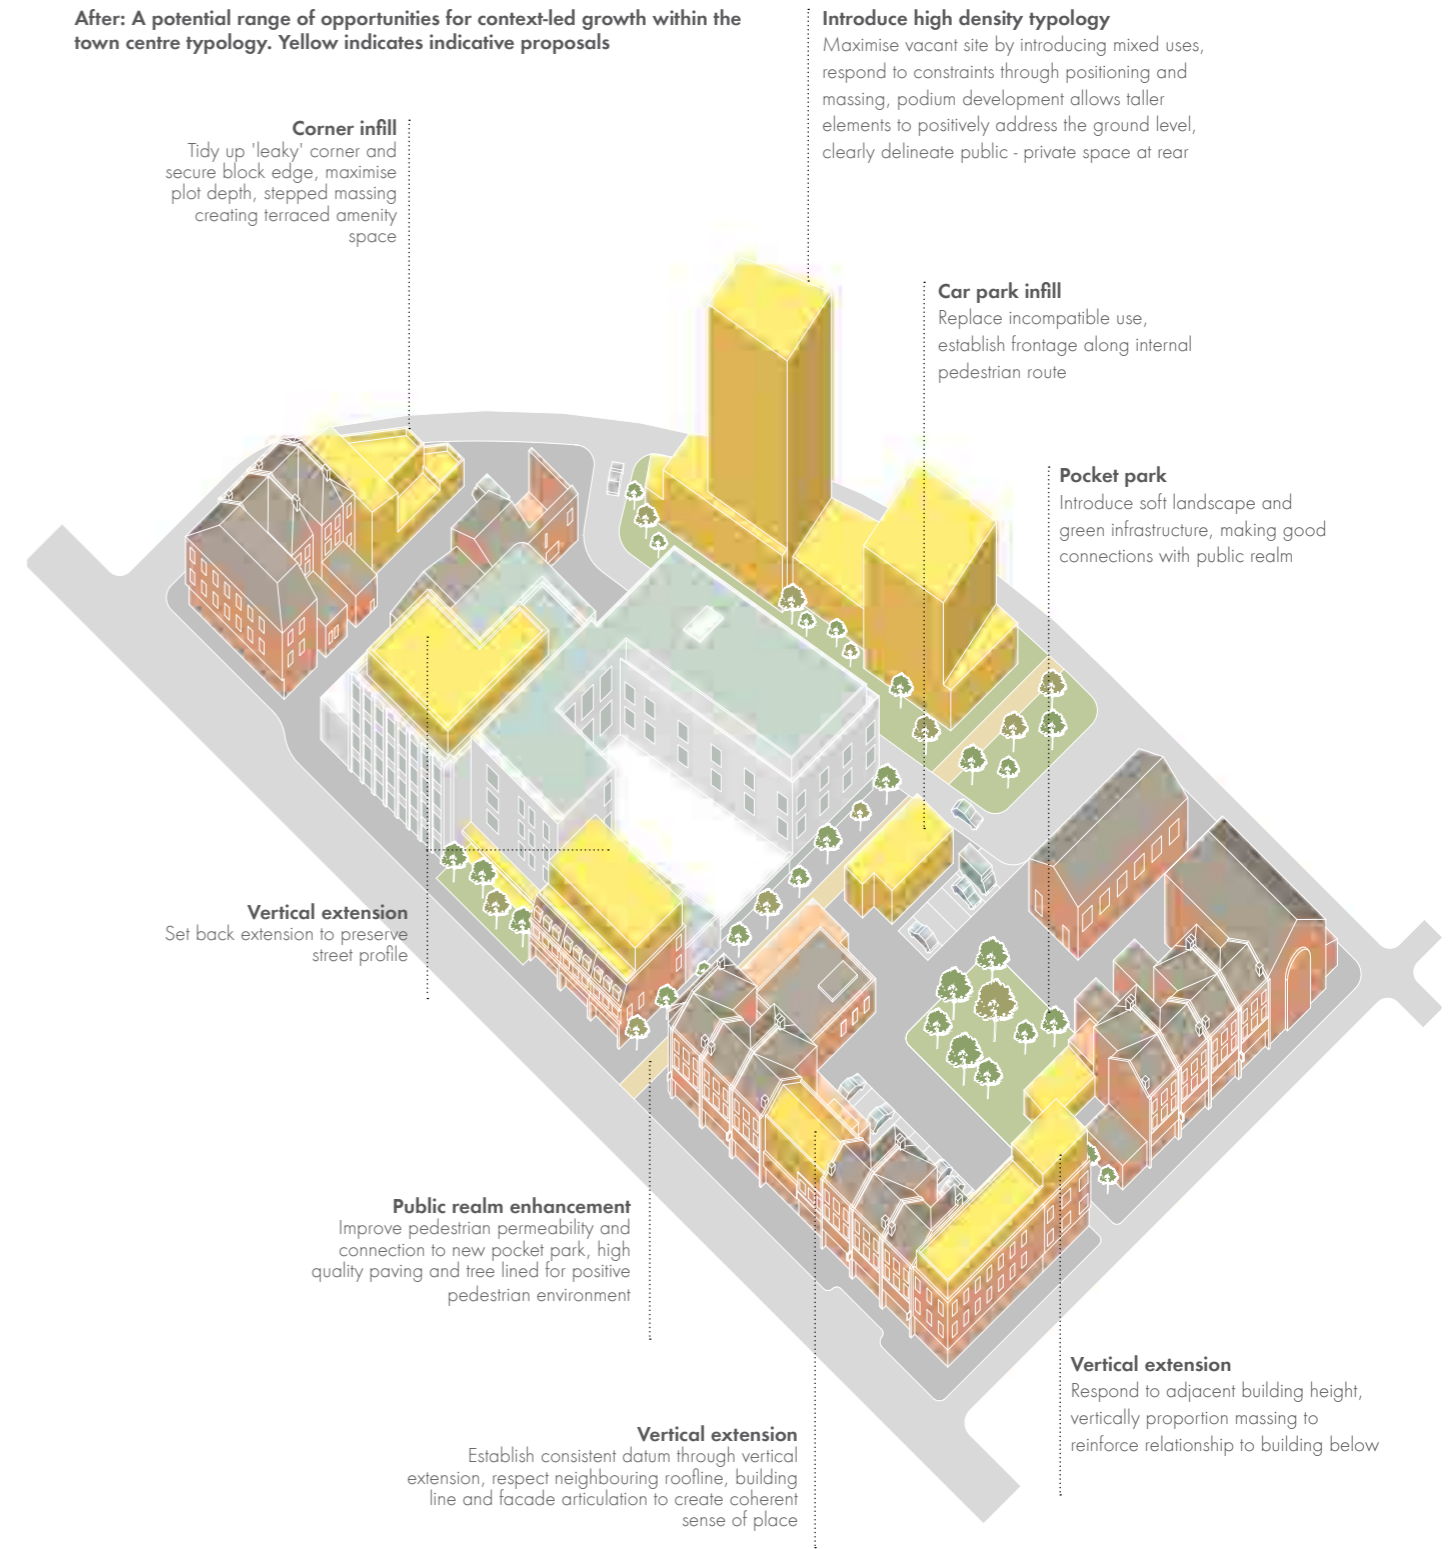 After: A potential range of opportunities for context-led growth within the
town centre typology. Yellow indicates indicative proposals
Introduce high density typology
Maximise vacant site by introducing mixed uses,
respond to constraints through positioning and
massing, podium development allows taller
elements to positively address the ground level,
clearly delineate public - private space at rear
Corner infill
Tidy up 'leaky' corner and
secure block edge, maximise
plot depth, stepped massing
creating terraced amenity
space
Car park infill
Replace incompatible use,
establish frontage along internal
pedestrian route
Pocket park
Introduce soft landscape and
green infrastructure, making good
connections with public realm
Vertical extension
Set back extension to preserve
street profile
Public realm enhancement
Improve pedestrian permeability and
connection to new pocket park, high
quality paving and tree lined for positive
pedestrian environment
Vertical extension
Respond to adjacent building height,
vertically proportion massing to
reinforce relationship to building below
Vertical extension
Establish consistent datum through vertical
extension, respect neighbouring roofline, building
line and facade articulation to create coherent
sense of place